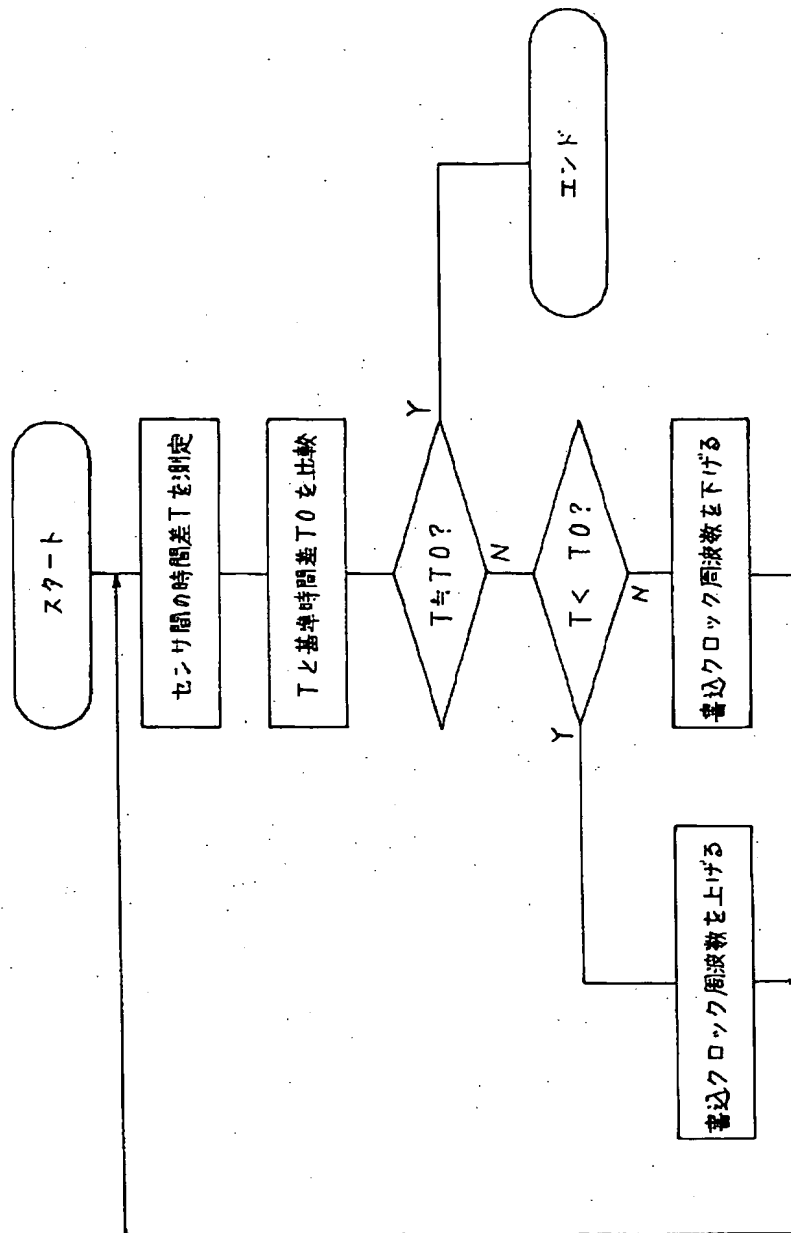 スタート
センサ間の時間差Tを測定
Tと基準時間差T0を比較
T≒T0?
Y
N
エンド
T< T0?
Y
N
書込クロック周波数を下げる
書込クロック周波数を上げる